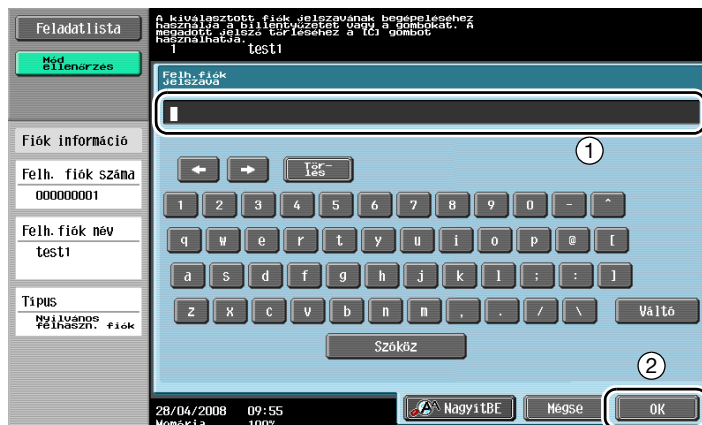 Feladatlista
Mód
ellenőrzés
A kiválasztott fiók jelszavának begépeléséhez
használja a billentyűzetet vagy a gombokat. A
megadott jelszó törléséhez a [C] gombot
használhatja.
1 test1
Felh.fiók
jelszava
1
Fiók információ
Felh. fiók száma
000000001
Felh.fiók név
test1
Típus
Nyilvános
felhaszn. fiók
← → Tör-
lés
1 2 3 4 5 6 7 8 9 0 - ^
q w e r t y u i o p @ [
a s d f g h j k l ; : ]
z x c v b n m , . / \ Váltó
Szóköz
2
28/04/2008 09:55
Memória 100%
NagyítBE Mégse OK